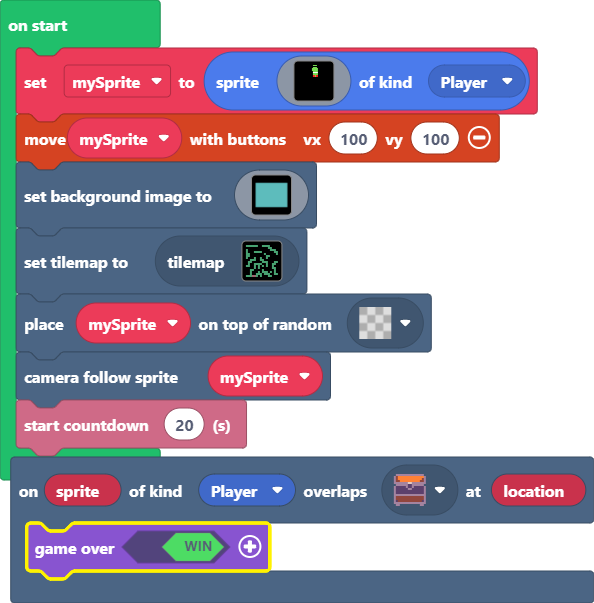 on start
set mySprite to sprite of kind Player
move mySprite with buttons vx 100 vy 100
set background image to
set tilemap to tilemap
place mySprite on top of random
camera follow sprite mySprite
start countdown 20 (s)
on sprite of kind Player overlaps at location
game over WIN